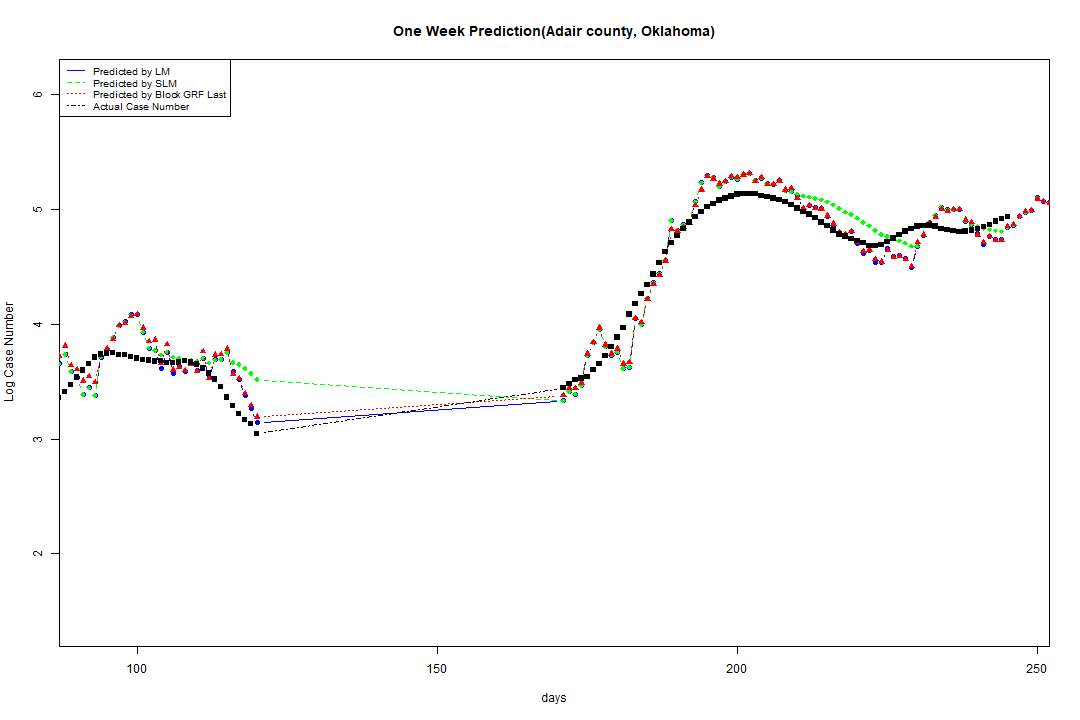 One Week Prediction(Adair county, Oklahoma)
Predicted by LM
Predicted by SLM
Predicted by Block GRF Last
Actual Case Number
6
5
4
3
2
Log Case Number
100 150 200 250
days